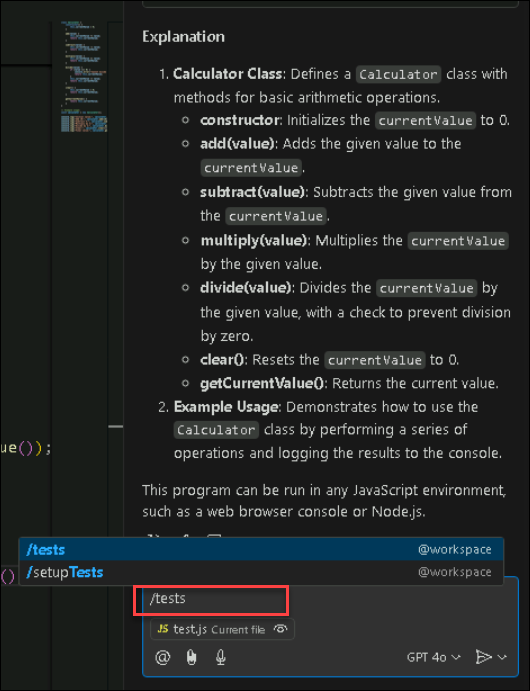 Explanation
1. Calculator Class: Defines a Calculator class with
methods for basic arithmetic operations.
constructor: Initializes the currentValue to 0.
add(value): Adds the given value to the
currentValue.
subtract(value): Subtracts the given value from
the currentValue.
multiply(value): Multiplies the currentValue
by the given value.
divide(value): Divides the currentValue by
the given value, with a check to prevent division
by zero.
clear(): Resets the currentValue to 0.
getCurrentValue(): Returns the current value.
2. Example Usage: Demonstrates how to use the
Calculator class by performing a series of
operations and logging the results to the console.
ue());
This program can be run in any JavaScript environment,
such as a web browser console or Node.js.
/tests @workspace
/setupTests @workspace
()
/tests
JS test.js Current file
@ GPT 4o